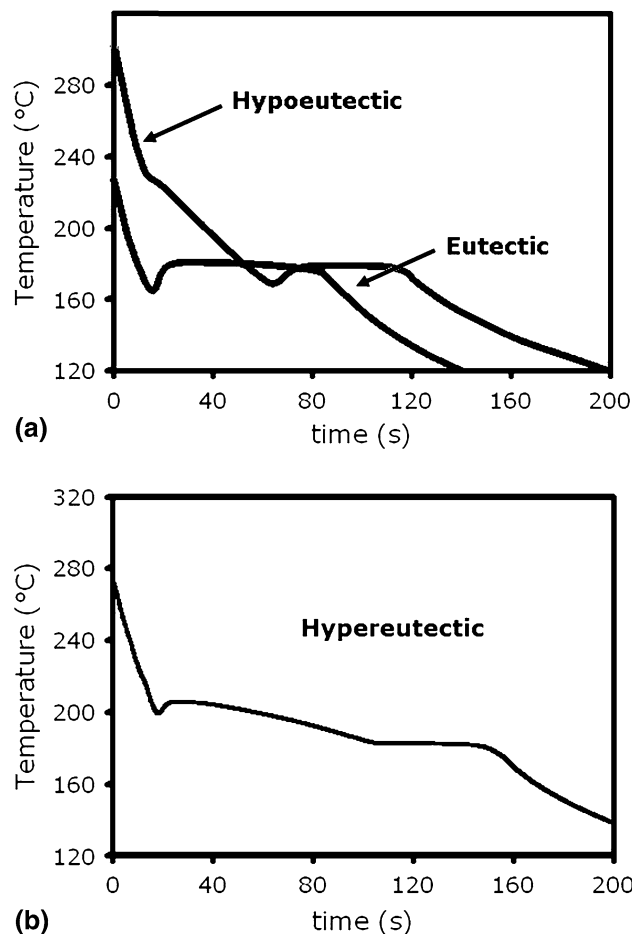 280
240
200
160
120
Temperature (°C)
Hypoeutectic
Eutectic
0 40 80 120 160 200
time (s)
(a)
320
280
240
200
160
120
Temperature (°C)
Hypereutectic
0 40 80 120 160 200
time (s)
(b)